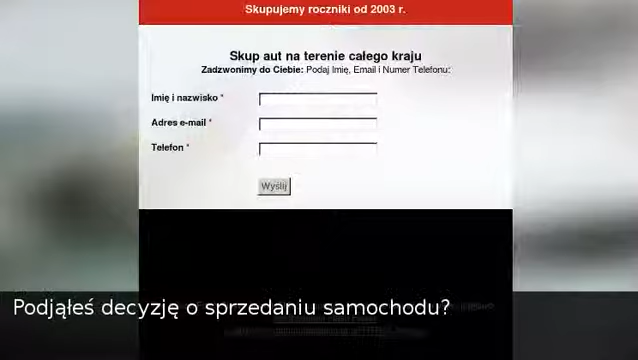 Skupujemy roczniki od 2003 r.
Skup aut na terenie całego kraju
Zadzwonimy do Ciebie: Podaj Imię, Email i Numer Telefonu:
Imię i nazwisko *
Adres e-mail *
Telefon *
Wyślij
Podjąłeś decyzję o sprzedaniu samochodu?